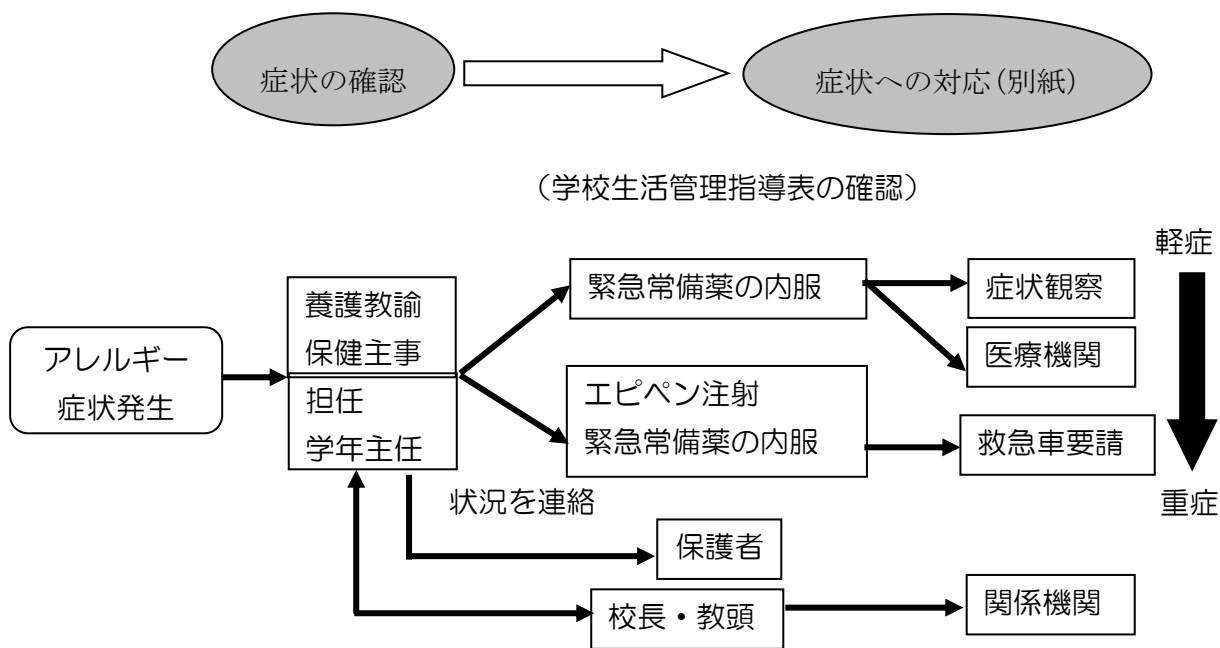 症状の確認
症状への対応(別紙)
(学校生活管理指導表の確認)
軽症
養護教諭
保健主事
緊急常備薬の内服
症状観察
医療機関
アレルギー
症状発生
担任
学年主任
エピペン注射
緊急常備薬の内服
救急車要請
重症
状況を連絡
保護者
校長・教頭
関係機関